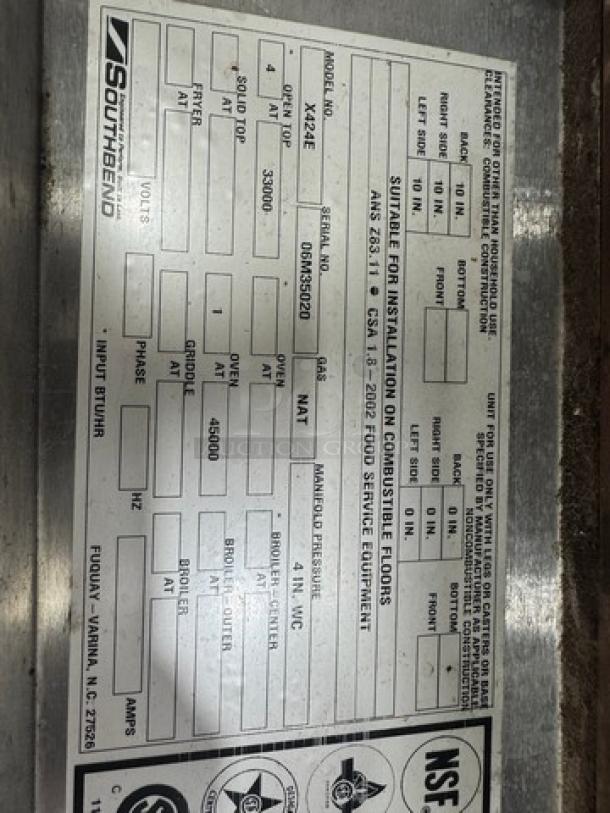 INTENDED FOR OTHER THAN HOUSEHOLD USE.
CLEARANCES: COMBUSTIBLE CONSTRUCTION
BACK 10 IN. BOTTOM
RIGHT SIDE 10 IN. FRONT
LEFT SIDE 10 IN.
UNIT FOR USE ONLY WITH LEGS OR CASTERS OR BASE
SPECIFIED BY MANUFACTURER AS APPLICABLE
NONCOMBUSTIBLE CONSTRUCTION
BACK 0 IN. BOTTOM
RIGHT SIDE 0 IN. FRONT
LEFT SIDE 0 IN.
SUITABLE FOR INSTALLATION ON COMBUSTIBLE FLOORS
ANS Z83.11 ● CSA 1.8 - 2002 FOOD SERVICE EQUIPMENT
MODEL NO. X424E SERIAL NO. 06M35020 GAS NAT MANIFOLD PRESSURE 4 IN. WC
4 OPEN TOP AT 33000 OVEN AT BROILER-CENTER AT
SOLID TOP AT 1 OVEN AT 45000 BROILER-OUTER AT
FRYER AT GRIDDLE AT BROILER AT
VOLTS PHASE HZ AMPS
SOUTHBEND
INPUT BTU/HR
FUQUAY-VARINA, N.C. 27526
NSF
C